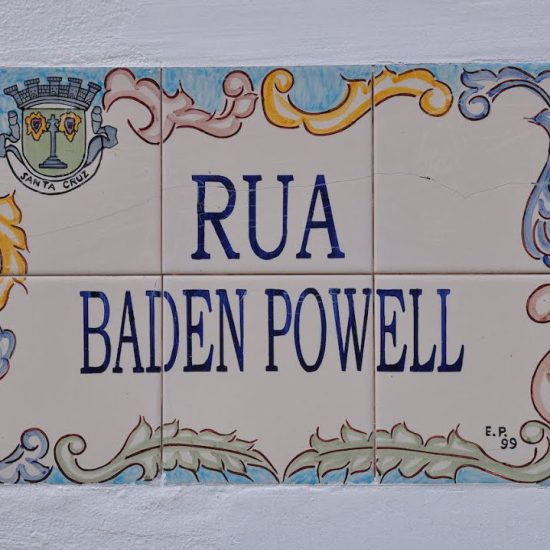 SANTA CRUZ
RUA
BADEN POWELL
E.P.
99